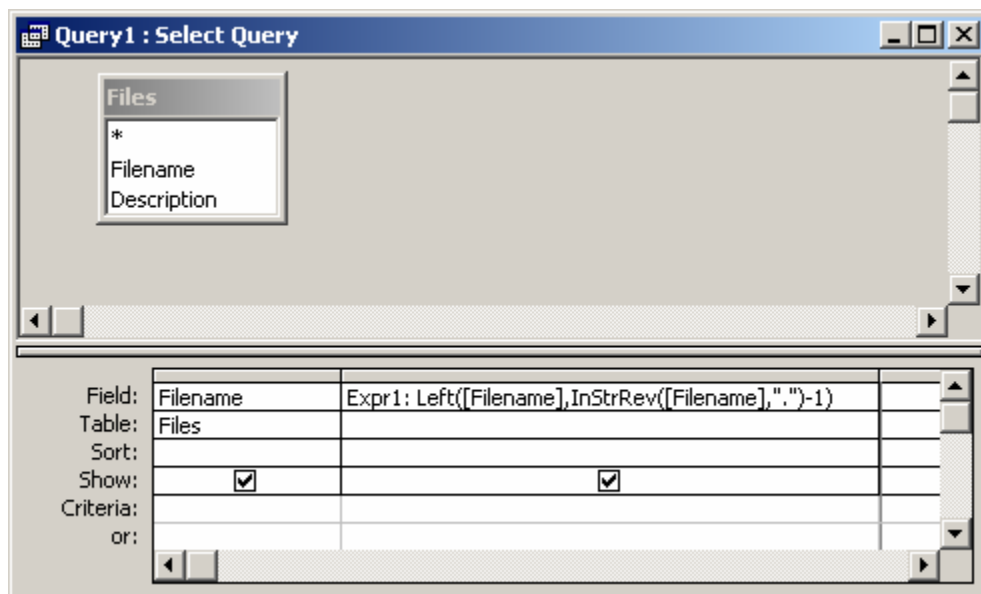 Query1 : Select Query
Files
*
Filename
Description
Field: Filename Expr1: Left([Filename],InStrRev([Filename],".")-1)
Table: Files
Sort:
Show:
Criteria:
or: